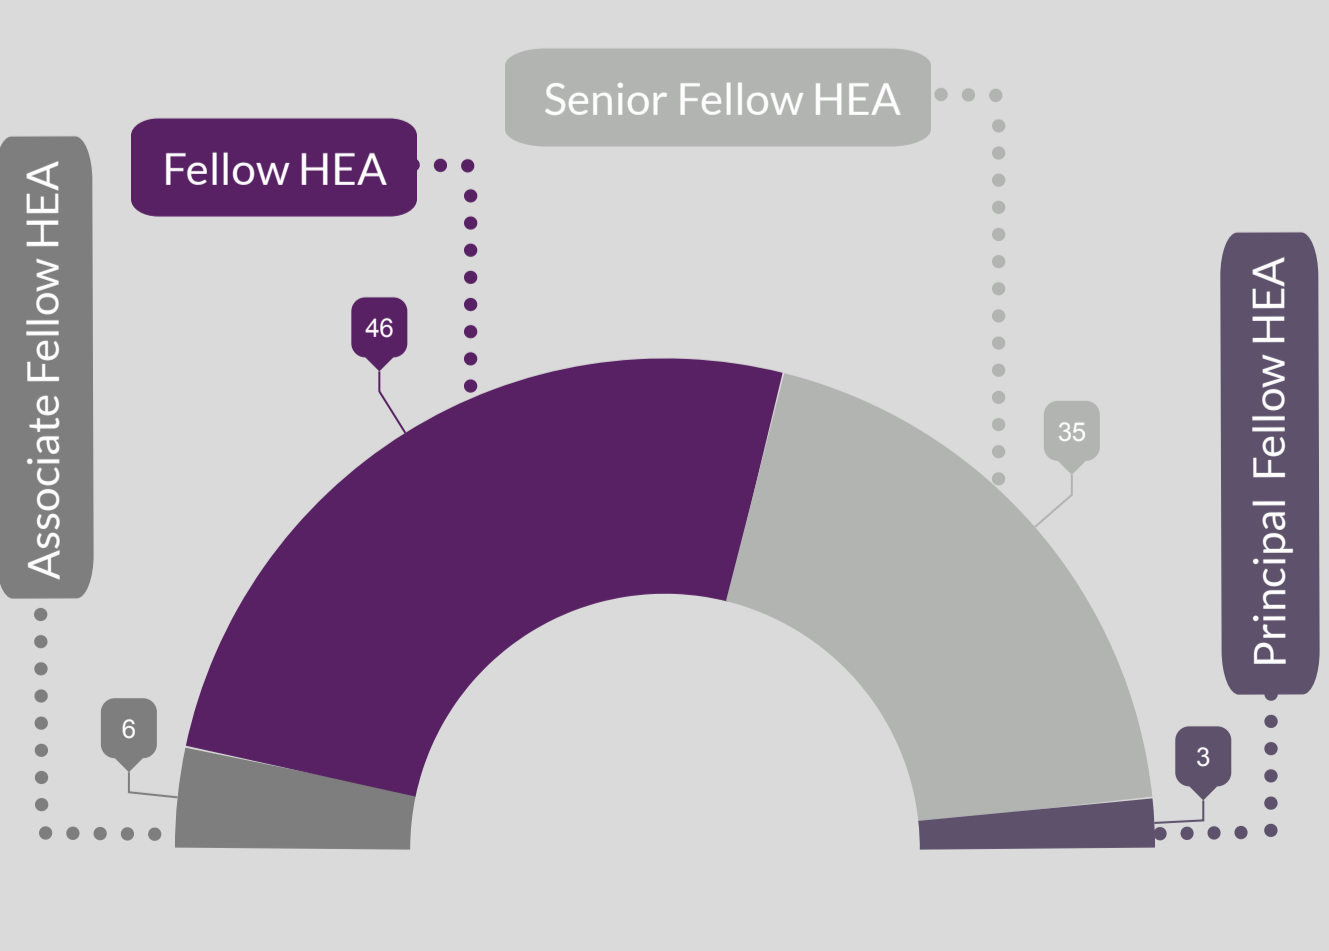 Associate Fellow HEA
Fellow HEA
Senior Fellow HEA
Principal Fellow HEA
6
46
35
3